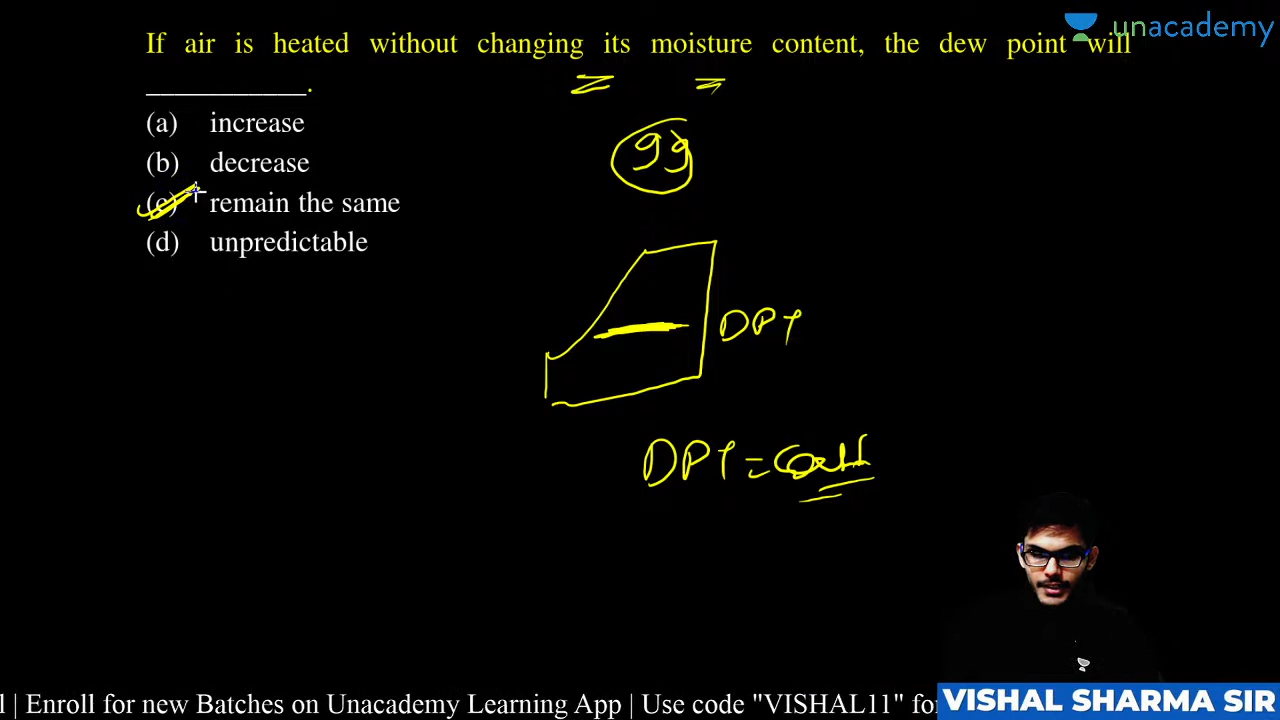 If air is heated without changing its moisture content, the dew point will
____________.
(a) increase
(b) decrease
(c) remain the same
(d) unpredictable
99
DPT
DPT =
unacademy
l | Enroll for new Batches on Unacademy Learning App | Use code "VISHAL11" for
VISHAL SHARMA SIR